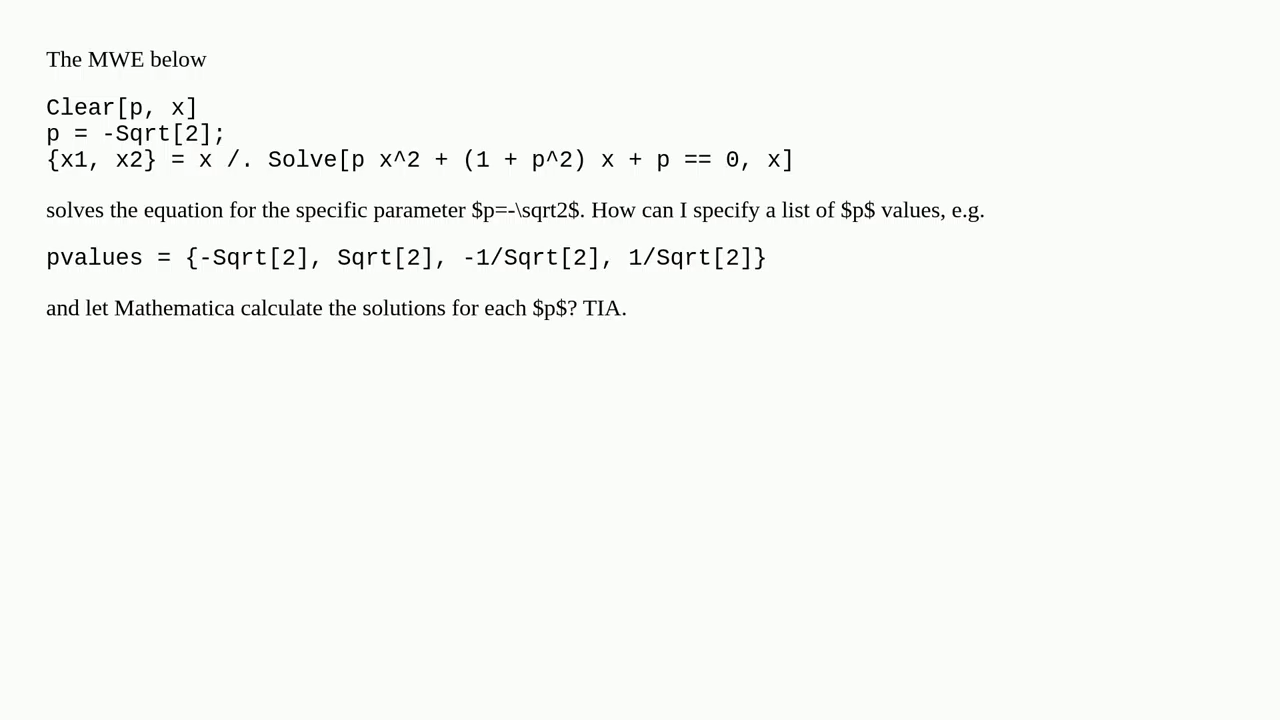 The MWE below
Clear[p, x]
p = -Sqrt[2];
{x1, x2} = x /. Solve[p x^2 + (1 + p^2) x + p == 0, x]
solves the equation for the specific parameter $p=-\sqrt2$. How can I specify a list of $p$ values, e.g.
pvalues = {-Sqrt[2], Sqrt[2], -1/Sqrt[2], 1/Sqrt[2]}
and let Mathematica calculate the solutions for each $p$? TIA.